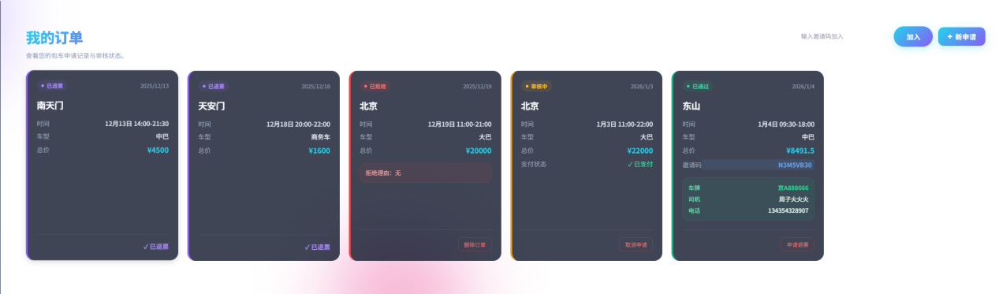 我的订单
查看您的包车申请记录与审核状态。
输入邀请码加入
加入
+ 新申请
已退票 2025/12/13
南天门
时间 12月13日 14:00-21:30
车型 中巴
总价 ¥4500
✓ 已退票
已退票 2025/12/18
天安门
时间 12月18日 20:00-22:00
车型 商务车
总价 ¥1600
✓ 已退票
已拒绝 2025/12/19
北京
时间 12月19日 11:00-21:00
车型 大巴
总价 ¥20000
拒绝理由：无
删除订单
审核中 2026/1/3
北京
时间 1月3日 11:00-22:00
车型 大巴
总价 ¥22000
支付状态 ✓ 已支付
取消申请
已通过 2026/1/4
东山
时间 1月4日 09:30-18:00
车型 中巴
总价 ¥8491.5
邀请码 N3M5VB30
车牌 京A888666
司机 周子火火火
电话 134354328907
申请退票